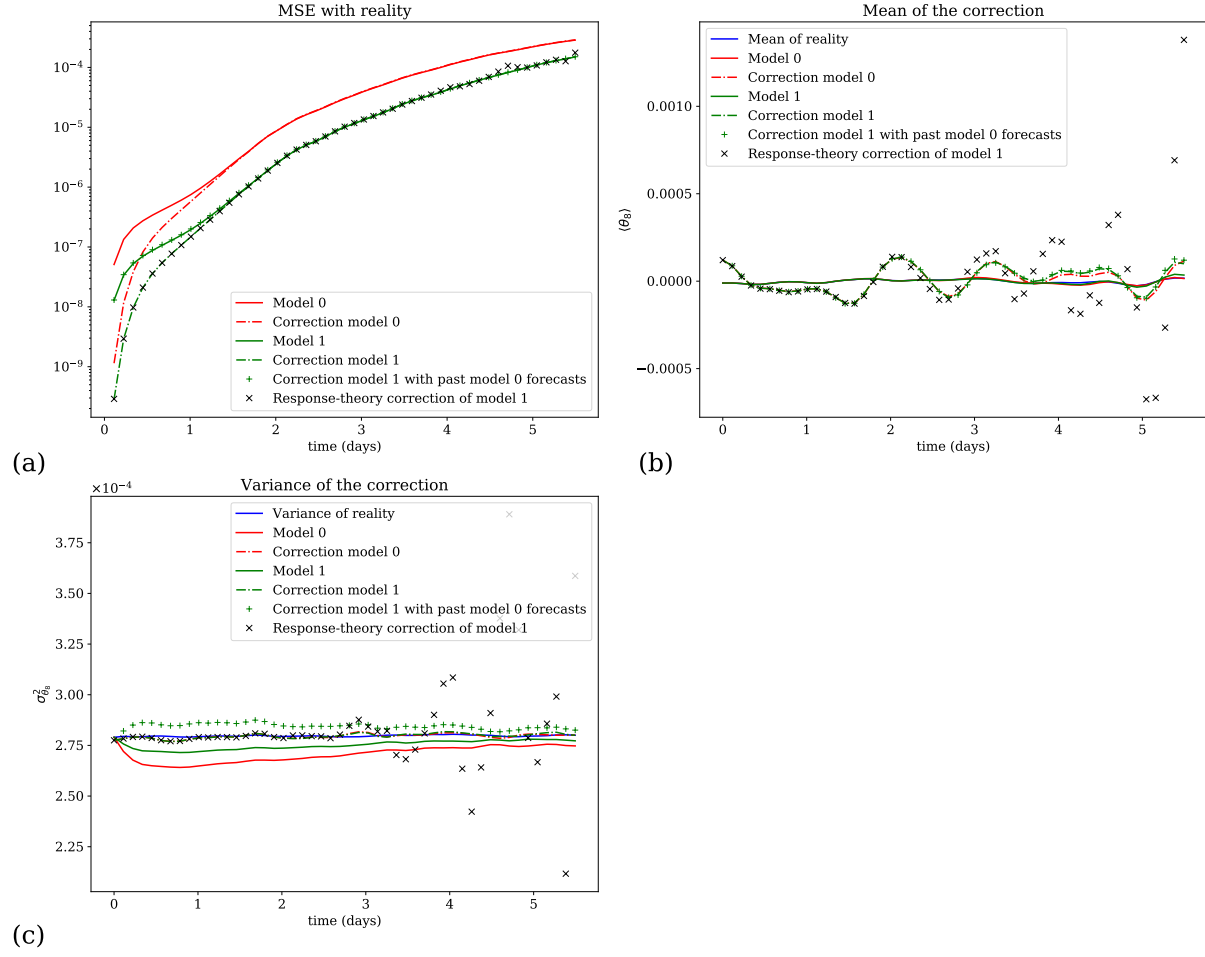 MSE with reality
10⁻⁴
10⁻⁵
10⁻⁶
10⁻⁷
10⁻⁸
10⁻⁹
Model 0
Correction model 0
Model 1
Correction model 1
Correction model 1 with past model 0 forecasts
Response-theory correction of model 1
0 1 2 3 4 5
time (days)
(a)
Mean of the correction
0.0010
0.0005
0.0000
−0.0005
⟨θ₈⟩
Mean of reality
Model 0
Correction model 0
Model 1
Correction model 1
Correction model 1 with past model 0 forecasts
Response-theory correction of model 1
0 1 2 3 4 5
time (days)
(b)
Variance of the correction
×10⁻⁴
3.75
3.50
3.25
3.00
2.75
2.50
2.25
σ²_θ₈
Variance of reality
Model 0
Correction model 0
Model 1
Correction model 1
Correction model 1 with past model 0 forecasts
Response-theory correction of model 1
0 1 2 3 4 5
time (days)
(c)